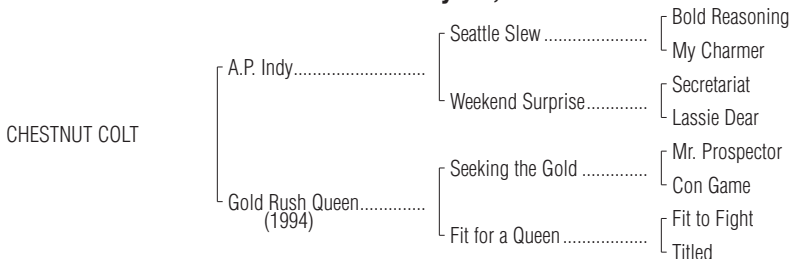 Bold Reasoning
Seattle Slew ......................
My Charmer
A.P. Indy............................
Secretariat
Weekend Surprise.............
Lassie Dear
CHESTNUT COLT
Mr. Prospector
Seeking the Gold ..............
Con Game
Gold Rush Queen..............
(1994)
Fit to Fight
Fit for a Queen..................
Titled